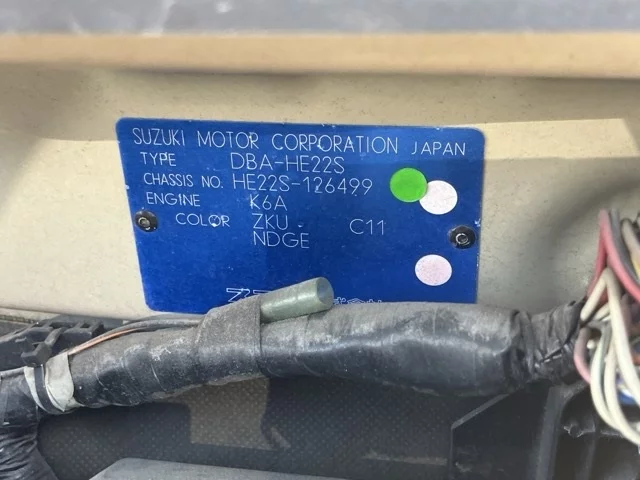 SUZUKI MOTOR CORPORATION JAPAN
TYPE DBA-HE22S
CHASSIS NO. HE22S-126499
ENGINE K6A
COLOR ZKU C11
NDGE